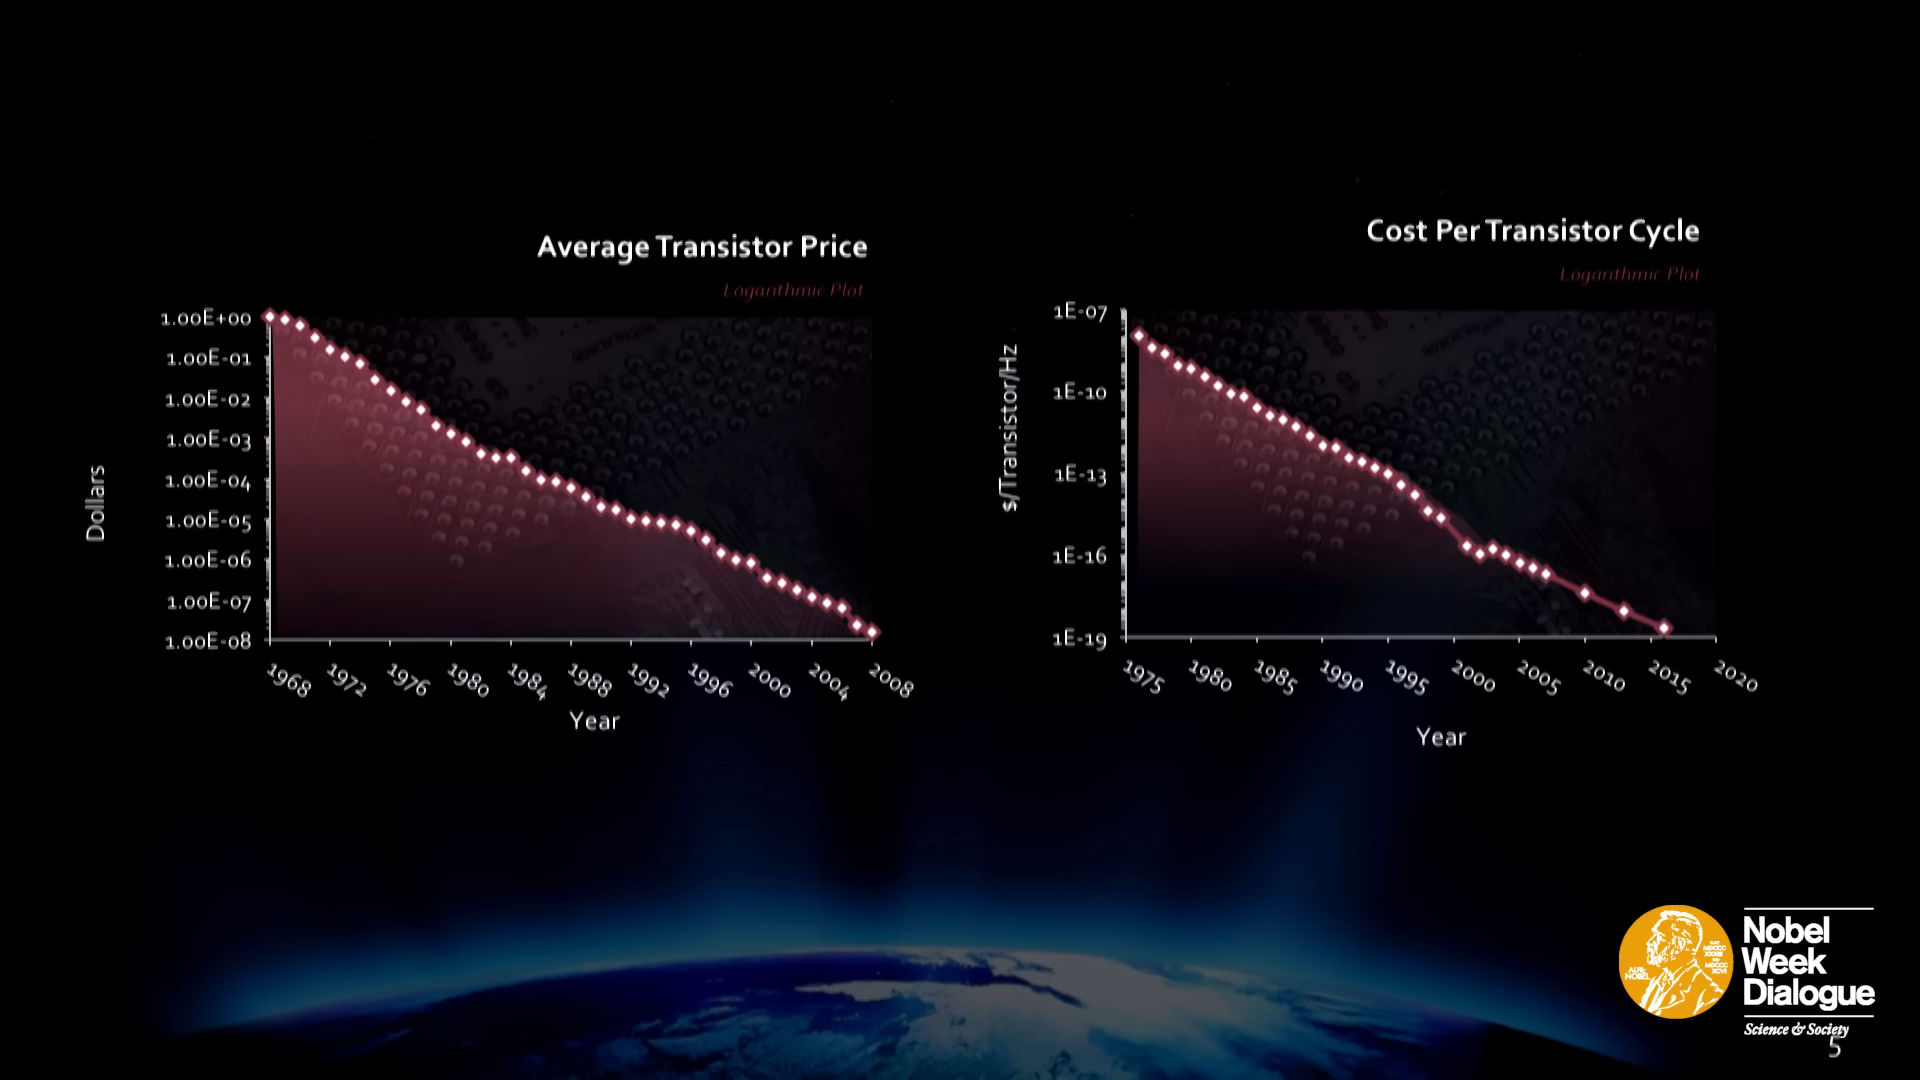 Average Transistor Price
Logarithmic Plot
1.00E+00
1.00E-01
1.00E-02
1.00E-03
1.00E-04
1.00E-05
1.00E-06
1.00E-07
1.00E-08
Dollars
1968 1972 1976 1980 1984 1988 1992 1996 2000 2004 2008
Year
Cost Per Transistor Cycle
Logarithmic Plot
1E-07
1E-10
1E-13
1E-16
1E-19
$/Transistor/Hz
1975 1980 1985 1990 1995 2000 2005 2010 2015 2020
Year
Nobel
Week
Dialogue
Science & Society
5